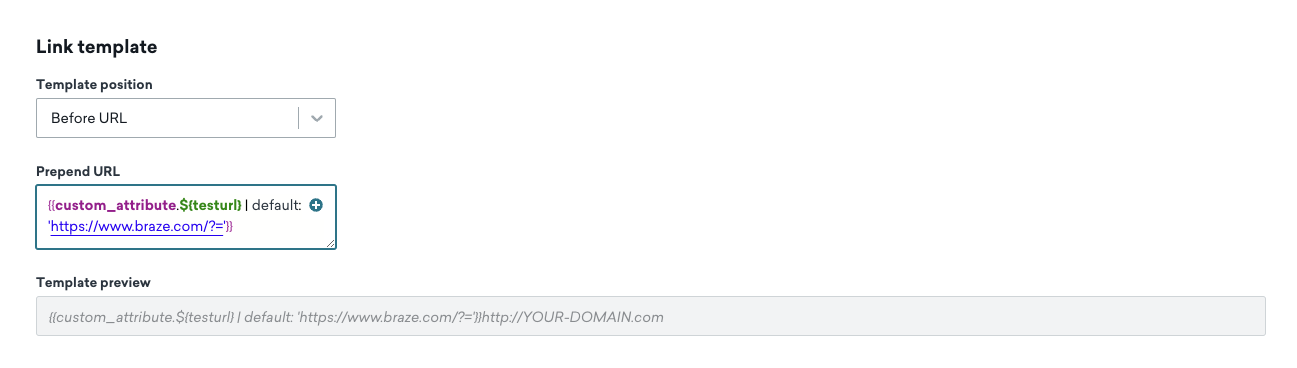 Link template
Template position
Before URL
Prepend URL
{{custom_attribute.${testurl} | default:
'https://www.braze.com/?='}}
Template preview
{{custom_attribute.${testurl} | default: 'https://www.braze.com/?='}}http://YOUR-DOMAIN.com